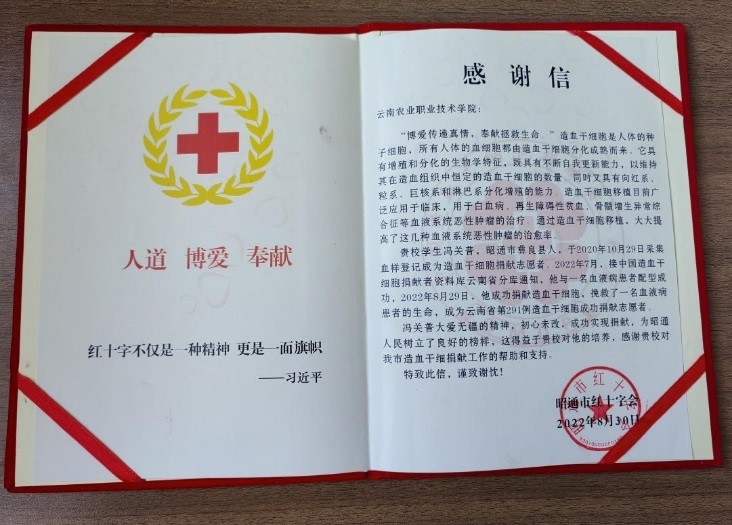 人道 博爱 奉献
红十字不仅是一种精神 更是一面旗帜
——习近平
感谢信
云南农业职业技术学院：
“博爱传递真情，奉献拯救生命。”造血干细胞是人体的种
子细胞，所有人体的血细胞都由造血干细胞分化成熟而来。它具
有增殖和分化的生物学特征，既具有不断自我更新能力，以维持
其在造血组织中恒定的造血干细胞的数量。同时又具有向红系、
粒系、巨核系和淋巴系分化增殖的能力。造血干细胞移植目前广
泛应用于临床，用于白血病、再生障碍性贫血、骨髓增生异常综
合征等血液系统恶性肿瘤的治疗。通过造血干细胞移植，大大提
高了这几种血液系统恶性肿瘤的治愈率。
贵校学生冯关善，昭通市彝良县人，于2020年10月29日采集
血样登记成为造血干细胞捐献志愿者。2022年7月，接中国造血干
细胞捐献者资料库云南省分库通知，他与一名血液病患者配型成
功，2022年8月29日，他成功捐献造血干细胞，挽救了一名血液病
患者的生命，成为云南省第291例造血干细胞成功捐献志愿者。
冯关善大爱无疆的精神，初心未改，成功实现捐献，为昭通
人民树立了良好的榜样，这得益于贵校对他的培养，感谢贵校对
我市造血干细捐献工作的帮助和支持。
特致此信，谨致谢忱！
昭通市红十字会
2022年8月30日
昭通市红十字会